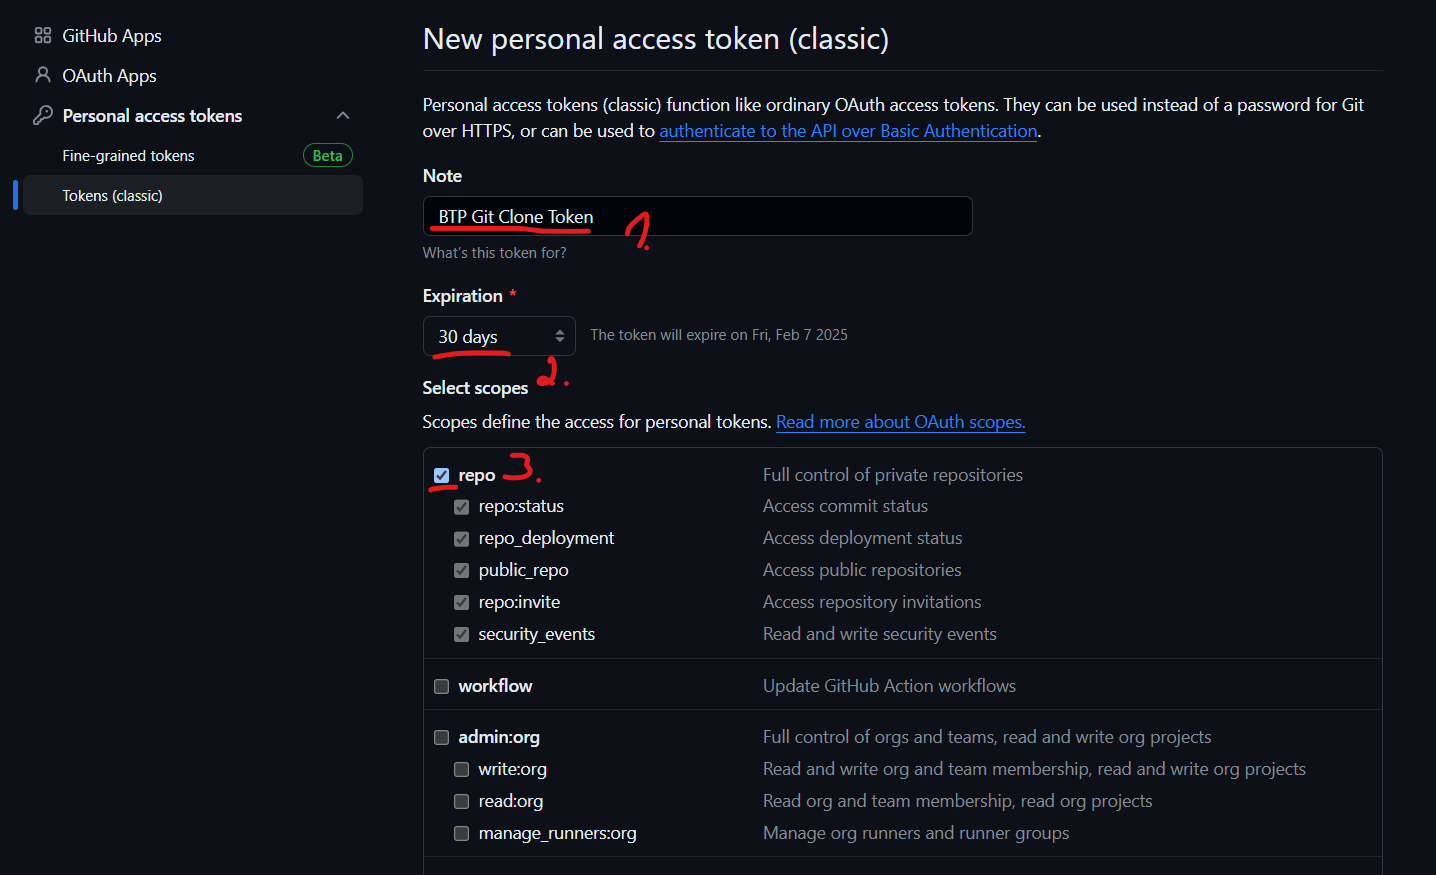 GitHub Apps
OAuth Apps
Personal access tokens
Fine-grained tokens Beta
Tokens (classic)
New personal access token (classic)
Personal access tokens (classic) function like ordinary OAuth access tokens. They can be used instead of a password for Git
over HTTPS, or can be used to authenticate to the API over Basic Authentication.
Note
BTP Git Clone Token
1.
What's this token for?
Expiration *
30 days The token will expire on Fri, Feb 7 2025
2.
Select scopes
Scopes define the access for personal tokens. Read more about OAuth scopes.
repo 3. Full control of private repositories
repo:status Access commit status
repo_deployment Access deployment status
public_repo Access public repositories
repo:invite Access repository invitations
security_events Read and write security events
workflow Update GitHub Action workflows
admin:org Full control of orgs and teams, read and write org projects
write:org Read and write org and team membership, read and write org projects
read:org Read org and team membership, read org projects
manage_runners:org Manage org runners and runner groups